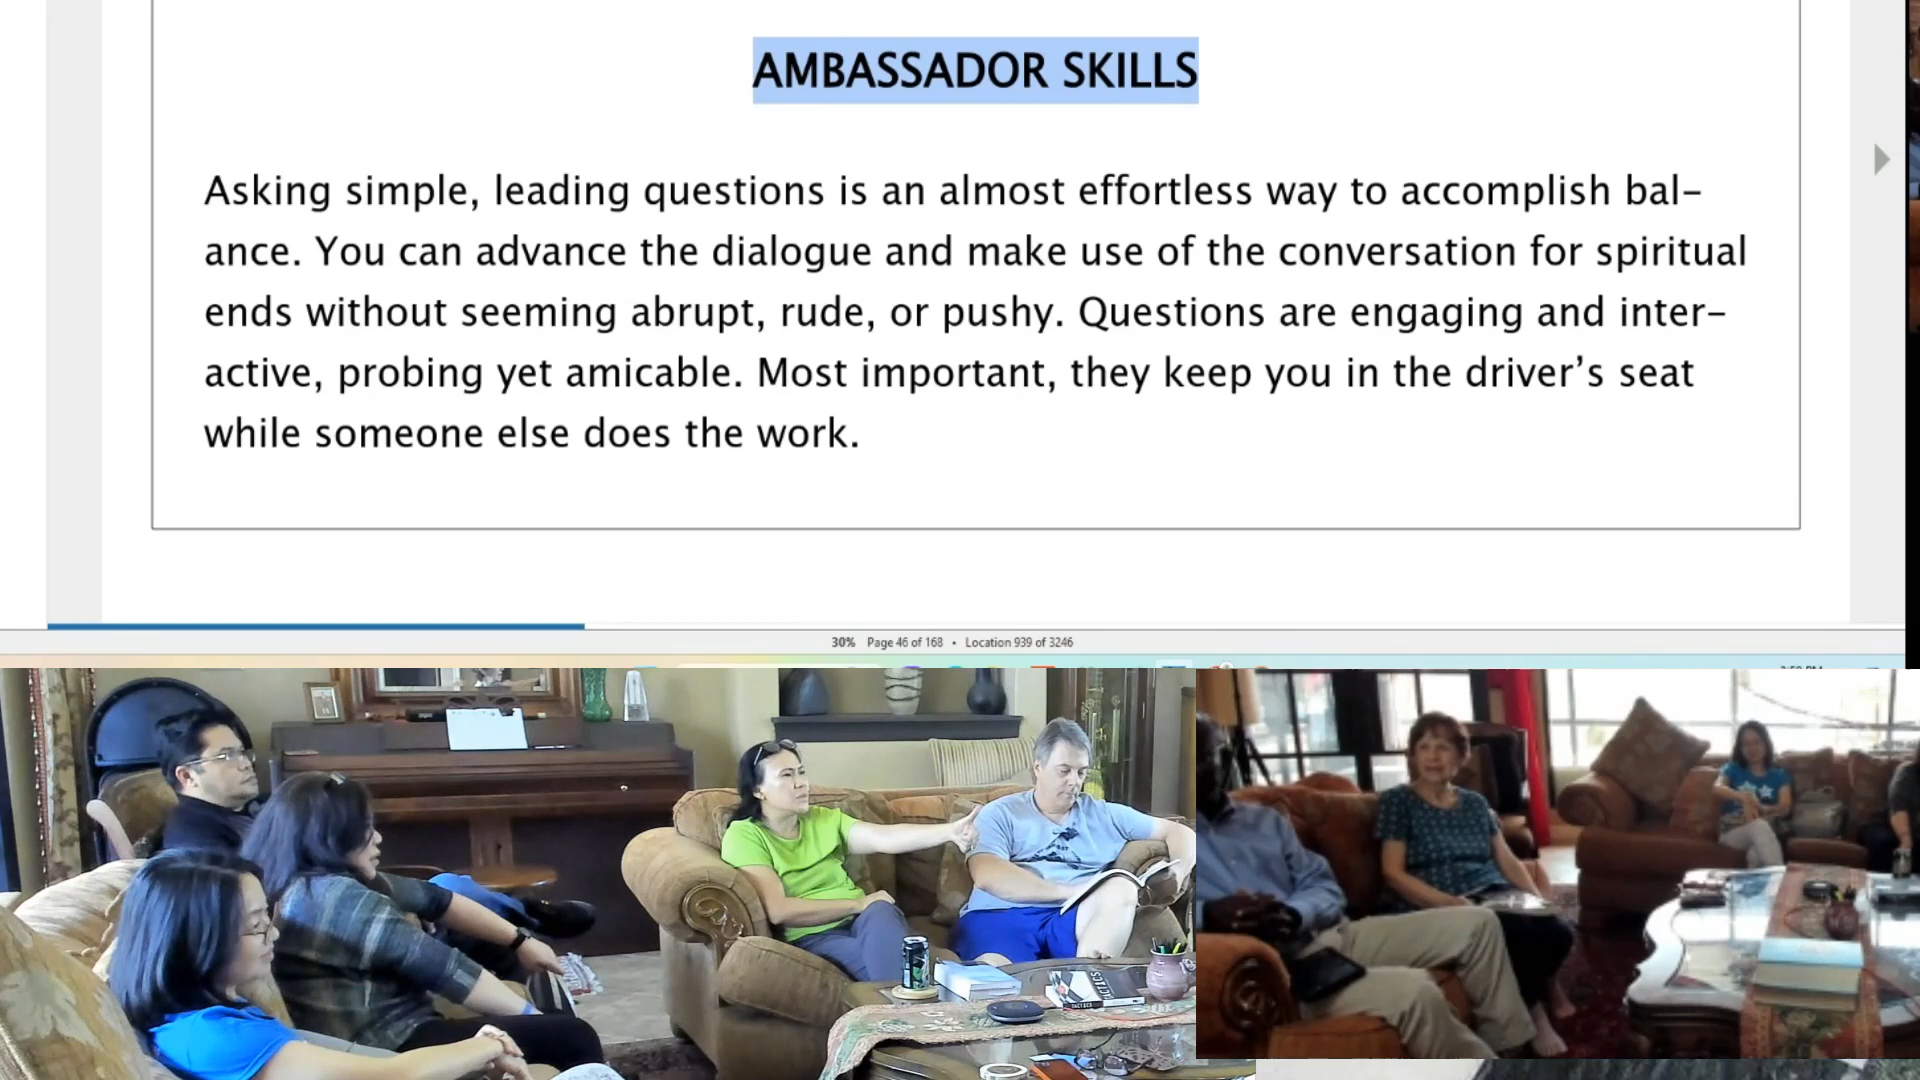 AMBASSADOR SKILLS
Asking simple, leading questions is an almost effortless way to accomplish bal-
ance. You can advance the dialogue and make use of the conversation for spiritual
ends without seeming abrupt, rude, or pushy. Questions are engaging and inter-
active, probing yet amicable. Most important, they keep you in the driver's seat
while someone else does the work.
30% Page 46 of 168 • Location 939 of 3246
TACTICS
TACTICS